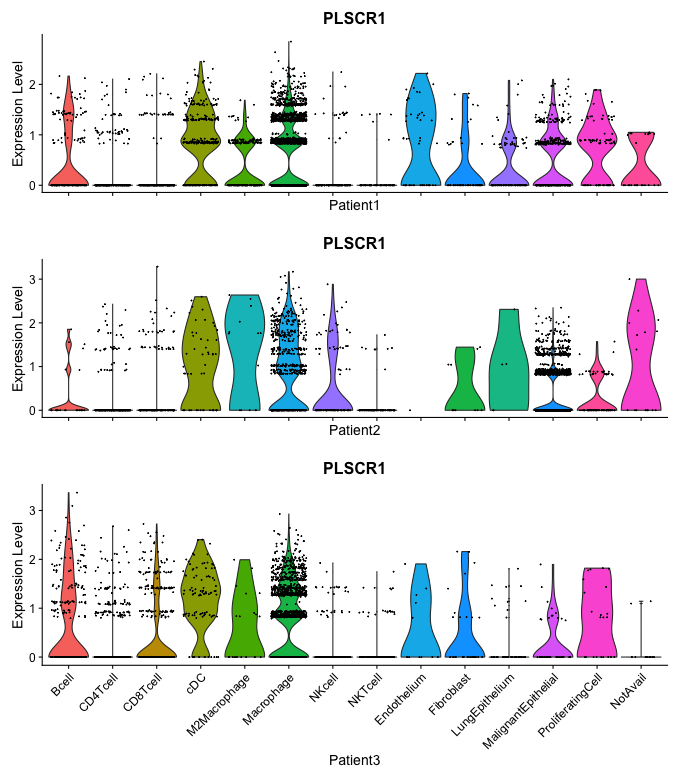 PLSCR1
Expression Level
2
1
0
Patient1
PLSCR1
Expression Level
3
2
1
0
Patient2
PLSCR1
Expression Level
3
2
1
0
Bcell
CD4Tcell
CD8Tcell
cDC
M2Macrophage
Macrophage
NKcell
NKTcell
Endothelium
Fibroblast
LungEpithelium
MalignantEpithelial
ProliferatingCell
NotAvail
Patient3